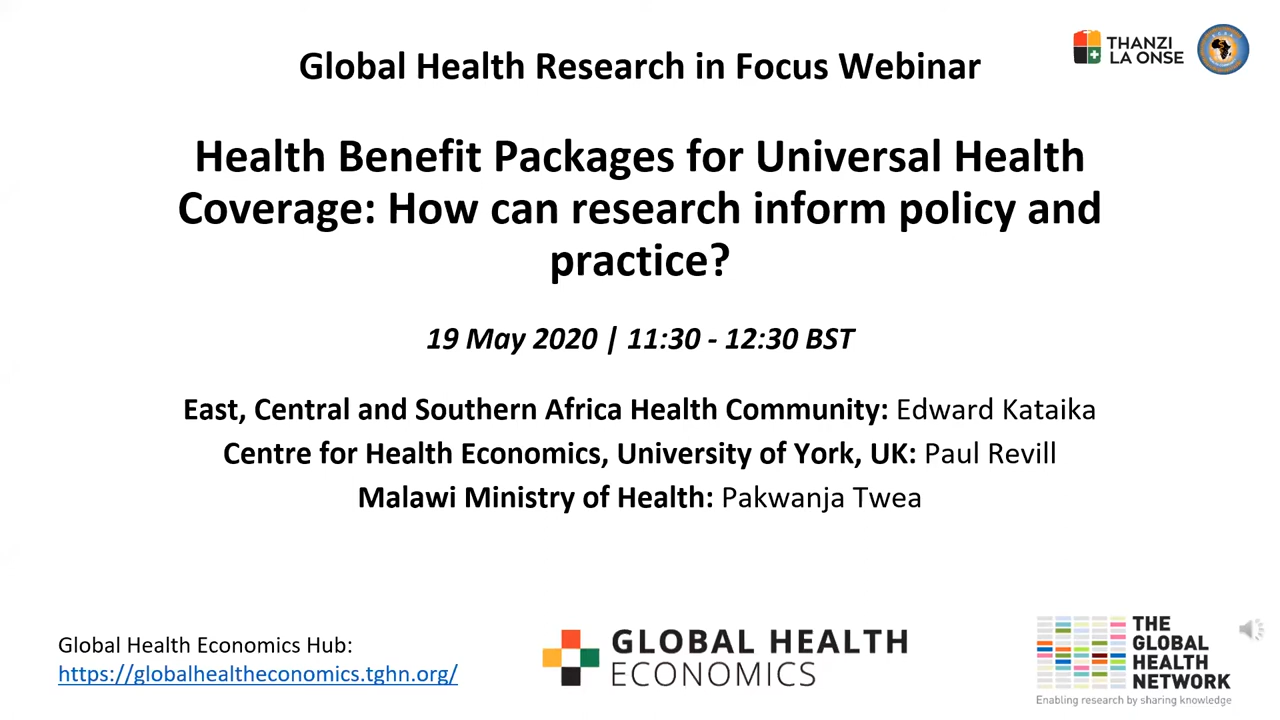 THANZI
LA ONSE
Global Health Research in Focus Webinar
Health Benefit Packages for Universal Health
Coverage: How can research inform policy and
practice?
19 May 2020 | 11:30 - 12:30 BST
East, Central and Southern Africa Health Community: Edward Kataika
Centre for Health Economics, University of York, UK: Paul Revill
Malawi Ministry of Health: Pakwanja Twea
Global Health Economics Hub:
https://globalhealtheconomics.tghn.org/
GLOBAL HEALTH
ECONOMICS
THE
GLOBAL
HEALTH
NETWORK
Enabling research by sharing knowledge